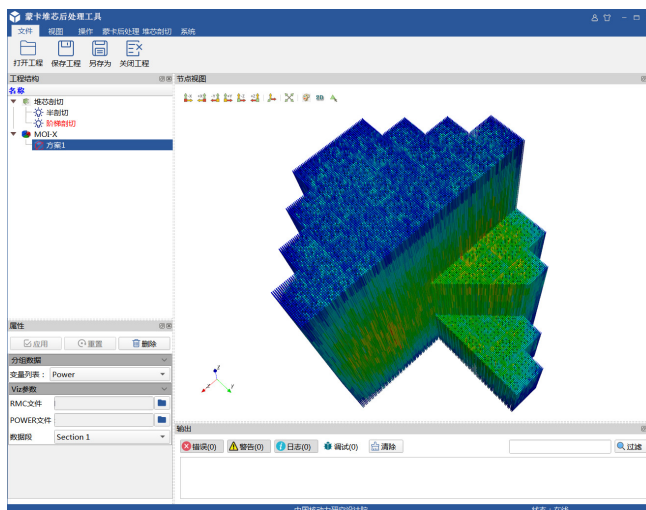 蒙卡堆芯后处理工具
文件 视图 操作 蒙卡后处理 堆芯剖切 系统
打开工程 保存工程 另存为 关闭工程
工程结构
名称
堆芯剖切
半剖切
阶梯剖切
MOI-X
方案1
属性
应用 重置 删除
分组数据
变量列表： Power
Viz参数
RMC文件
POWER文件
数据段 Section 1
节点视图
z
x y
输出
错误(0) 警告(0) 日志(0) 调试(0) 清除 过滤